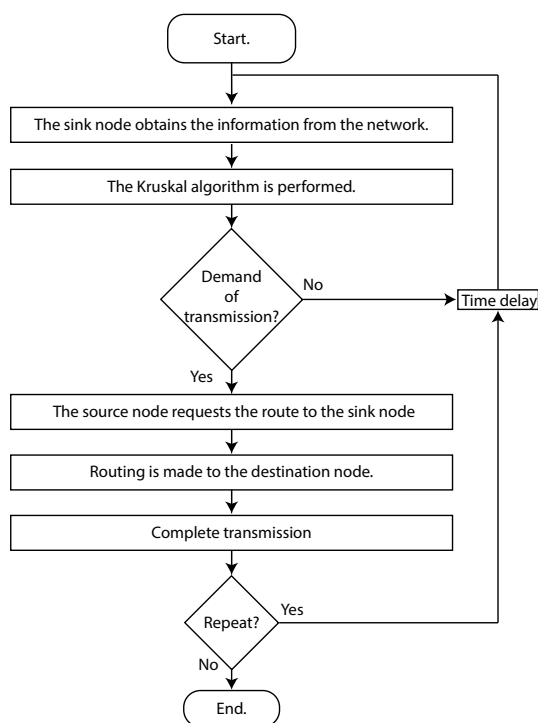 Start.
The sink node obtains the information from the network.
The Kruskal algorithm is performed.
Demand
of
transmission?
No
Time delay
Yes
The source node requests the route to the sink node
Routing is made to the destination node.
Complete transmission
Repeat?
Yes
No
End.